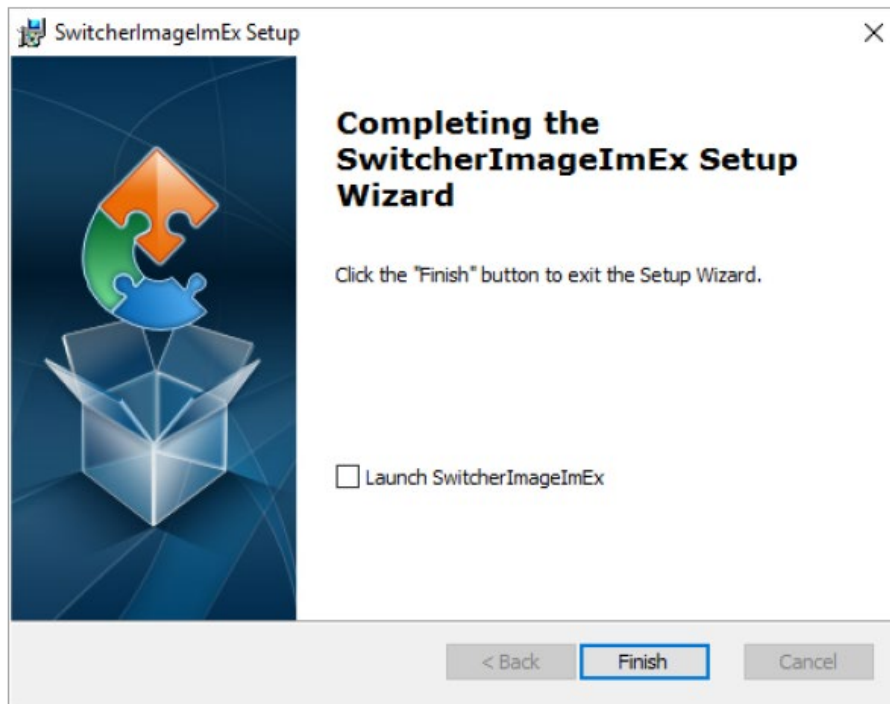 SwitcherImageImEx Setup
Completing the
SwitcherImageImEx Setup
Wizard
Click the "Finish" button to exit the Setup Wizard.
Launch SwitcherImageImEx
< Back
Finish
Cancel